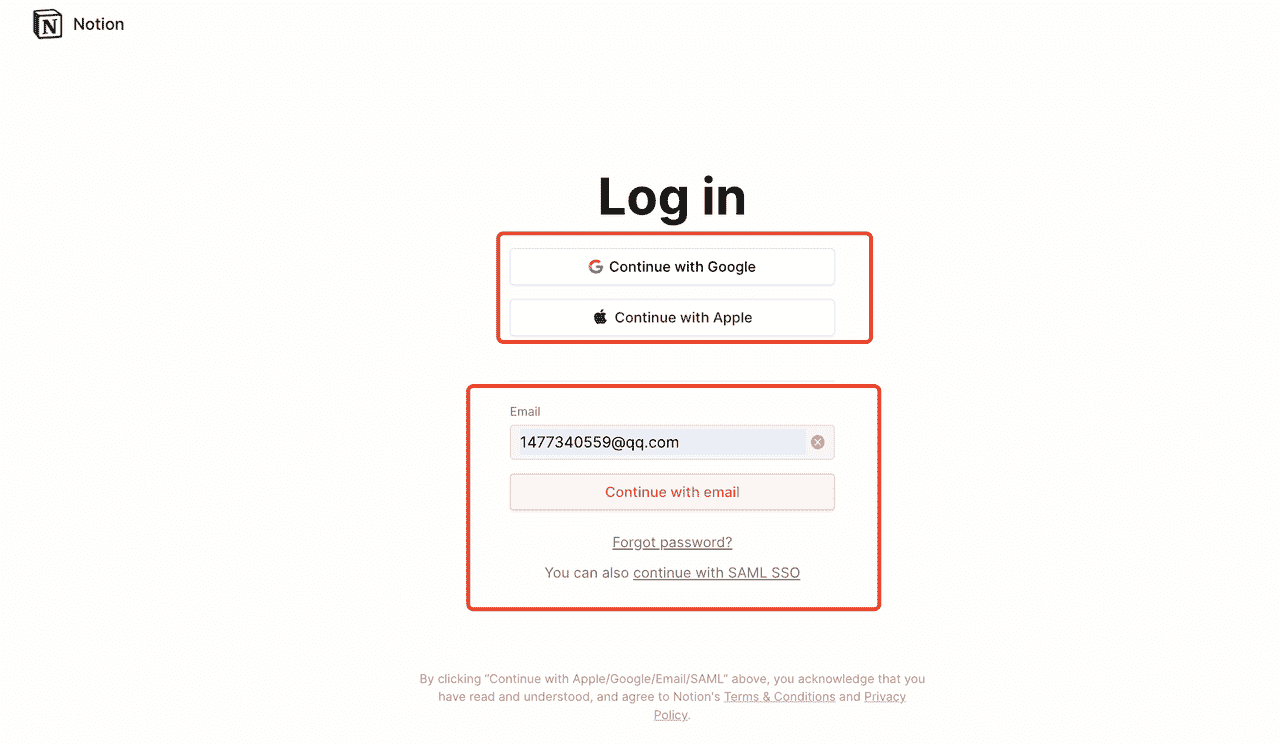 Notion
Log in
Continue with Google
Continue with Apple
Email
1477340559@qq.com
Continue with email
Forgot password?
You can also continue with SAML SSO
By clicking “Continue with Apple/Google/Email/SAML” above, you acknowledge that you
have read and understood, and agree to Notion's Terms & Conditions and Privacy
Policy.